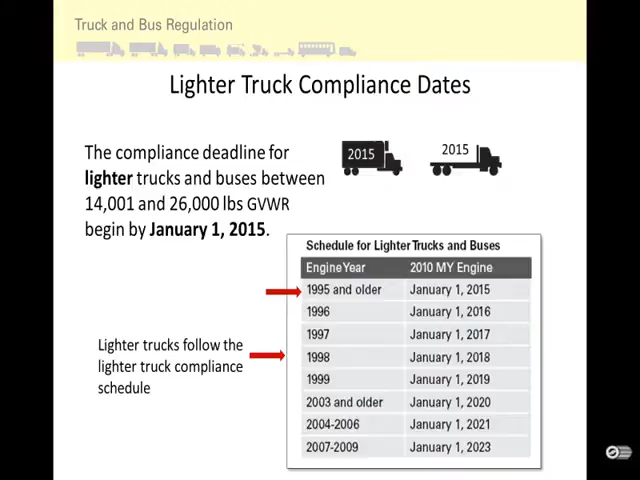 Truck and Bus Regulation
Lighter Truck Compliance Dates
The compliance deadline for
lighter trucks and buses between
14,001 and 26,000 lbs GVWR
begin by January 1, 2015.
2015
2015
Schedule for Lighter Trucks and Buses
Engine Year 2010 MY Engine
1995 and older January 1, 2015
1996 January 1, 2016
1997 January 1, 2017
1998 January 1, 2018
1999 January 1, 2019
2003 and older January 1, 2020
2004-2006 January 1, 2021
2007-2009 January 1, 2023
Lighter trucks follow the
lighter truck compliance
schedule